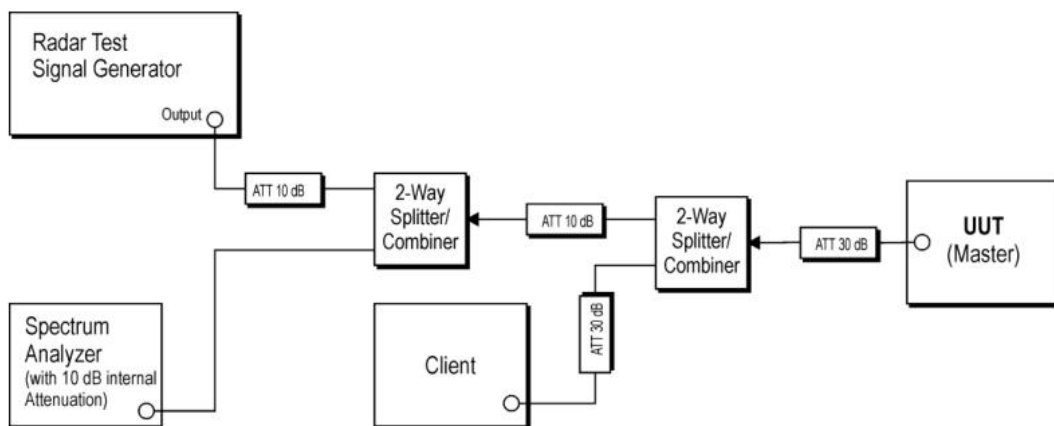 Radar Test
Signal Generator
Output
ATT 10 dB
2-Way
Splitter/
Combiner
ATT 10 dB
2-Way
Splitter/
Combiner
ATT 30 dB
UUT
(Master)
Spectrum
Analyzer
(with 10 dB internal
Attenuation)
Client
ATT 30 dB